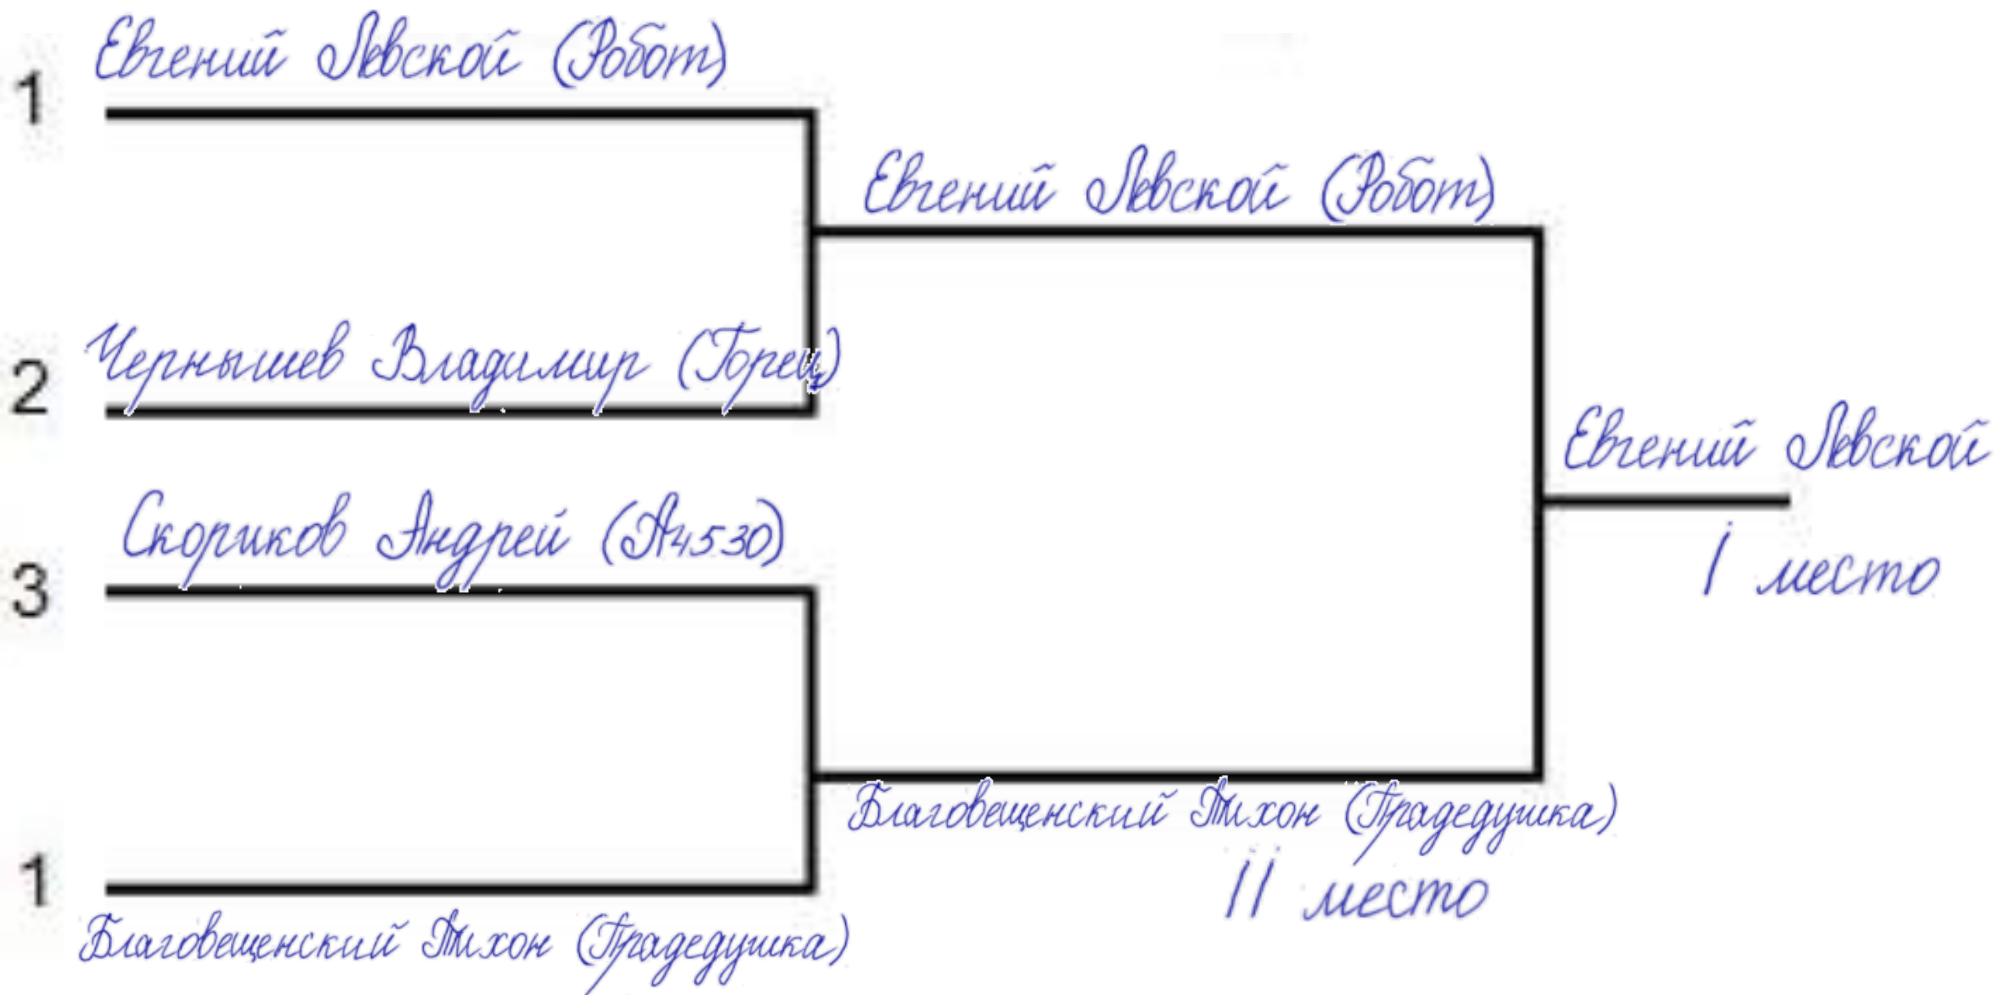 1 Евгений Левской (Робот)
Евгений Левской (Робот)
2 Чернышев Владимир (Горец)
Евгений Левской
I место
3 Скориков Андрей (А4530)
Благовещенский Тихон (Прадедушка)
II место
1
Благовещенский Тихон (Прадедушка)